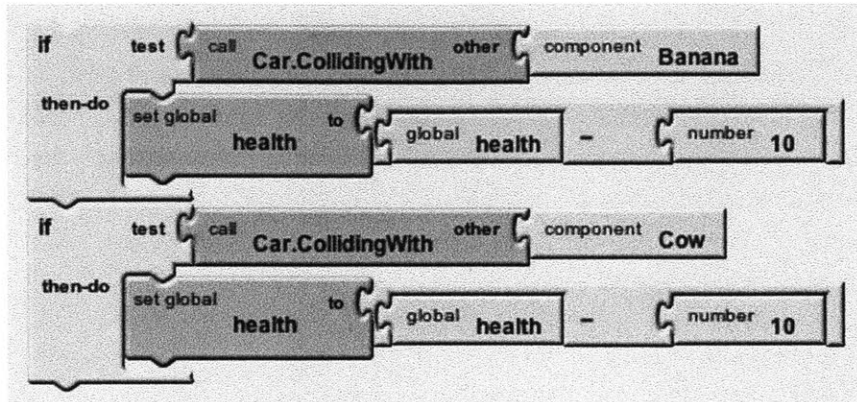 if test call Car.CollidingWith other component Banana
then-do set global health to global health - number 10
if test call Car.CollidingWith other component Cow
then-do set global health to global health - number 10